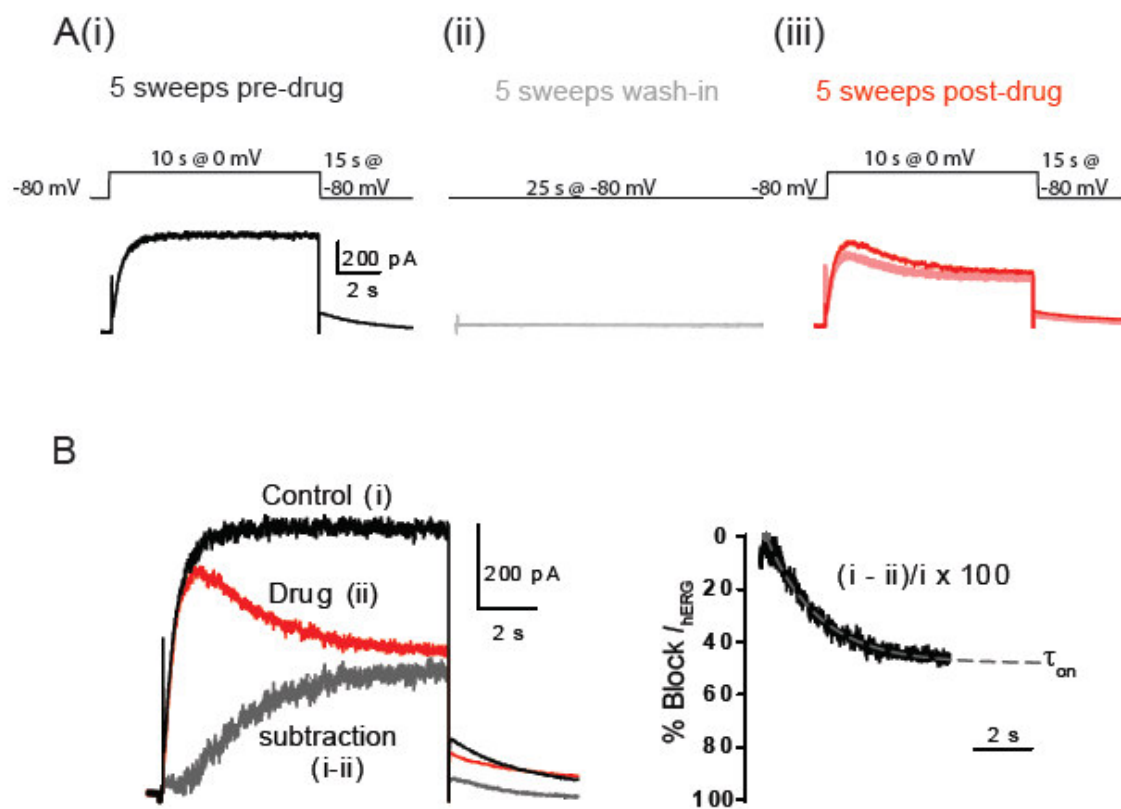 A(i)
(ii)
(iii)
5 sweeps pre-drug
5 sweeps wash-in
5 sweeps post-drug
10 s @ 0 mV
15 s @
-80 mV
-80 mV
25 s @ -80 mV
10 s @ 0 mV
15 s @
-80 mV
-80 mV
200 pA
2 s
B
Control (i)
Drug (ii)
subtraction
(i-ii)
200 pA
2 s
% Block IhERG
0
20
40
60
80
100
(i - ii)/i x 100
τon
2 s